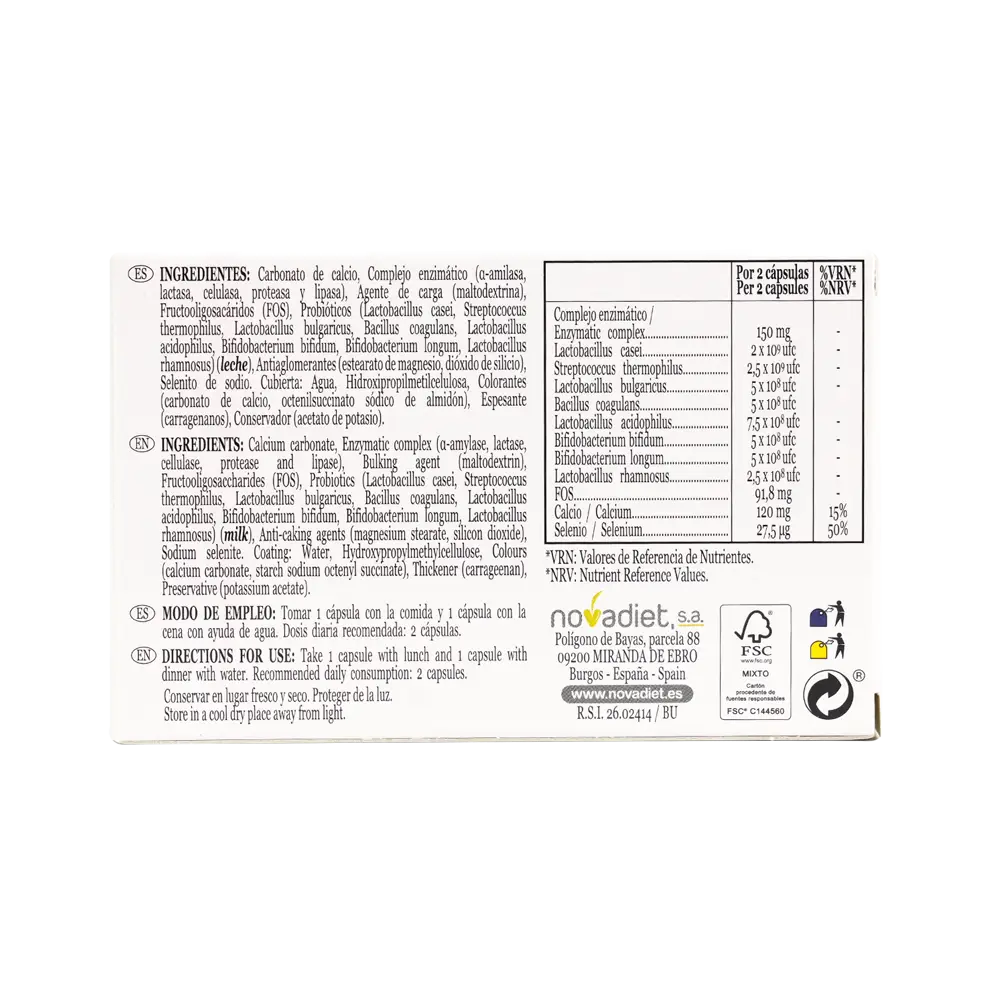 ES INGREDIENTES: Carbonato de calcio, Complejo enzimático (α-amilasa,
lactasa, celulasa, proteasa y lipasa), Agente de carga (maltodextrina),
Fructooligosacáridos (FOS), Probióticos (Lactobacillus casei, Streptococcus
thermophilus, Lactobacillus bulgaricus, Bacillus coagulans, Lactobacillus
acidophilus, Bifidobacterium bifidum, Bifidobacterium longum, Lactobacillus
rhamnosus) (leche), Antiaglomerantes (estearato de magnesio, dióxido de silicio),
Selenito de sodio. Cubierta: Agua, Hidroxipropilmetilcelulosa, Colorantes
(carbonato de calcio, octenilsuccinato sódico de almidón), Espesante
(carragenanos), Conservador (acetato de potasio).
EN INGREDIENTS: Calcium carbonate, Enzymatic complex (α-amylase, lactase,
cellulase, protease and lipase), Bulking agent (maltodextrin),
Fructooligosaccharides (FOS), Probiotics (Lactobacillus casei, Streptococcus
thermophilus, Lactobacillus bulgaricus, Bacillus coagulans, Lactobacillus
acidophilus, Bifidobacterium bifidum, Bifidobacterium longum, Lactobacillus
rhamnosus) (milk), Anti-caking agents (magnesium stearate, silicon dioxide),
Sodium selenite. Coating: Water, Hydroxypropylmethylcellulose, Colours
(calcium carbonate, starch sodium octenyl succinate), Thickener (carrageenan),
Preservative (potassium acetate).
ES MODO DE EMPLEO: Tomar 1 cápsula con la comida y 1 cápsula con la
cena con ayuda de agua. Dosis diaria recomendada: 2 cápsulas.
EN DIRECTIONS FOR USE: Take 1 capsule with lunch and 1 capsule with
dinner with water. Recommended daily consumption: 2 capsules.
Conservar en lugar fresco y seco. Proteger de la luz.
Store in a cool dry place away from light.
Por 2 cápsulas %VRN*
Per 2 capsules %NRV*
Complejo enzimático /
Enzymatic complex 150 mg -
Lactobacillus casei 2 x 10⁹ ufc -
Streptococcus thermophilus 2,5 x 10⁹ ufc -
Lactobacillus bulgaricus 5 x 10⁸ ufc -
Bacillus coagulans 5 x 10⁸ ufc
Lactobacillus acidophilus 7,5 x 10⁸ ufc -
Bifidobacterium bifidum 5 x 10⁸ ufc -
Bifidobacterium longum 5 x 10⁸ ufc -
Lactobacillus rhamnosus 2,5 x 10⁸ ufc -
FOS 91,8 mg -
Calcio / Calcium 120 mg 15%
Selenio / Selenium 27,5 µg 50%
*VRN: Valores de Referencia de Nutrientes.
*NRV: Nutrient Reference Values.
novadiet, s.a.
Polígono de Bayas, parcela 88
09200 MIRANDA DE EBRO
Burgos - España - Spain
www.novadiet.es
R.S.I. 26.02414 / BU
FSC
www.fsc.org
MIXTO
Cartón
procedente de
fuentes responsables
FSC® C144560
®